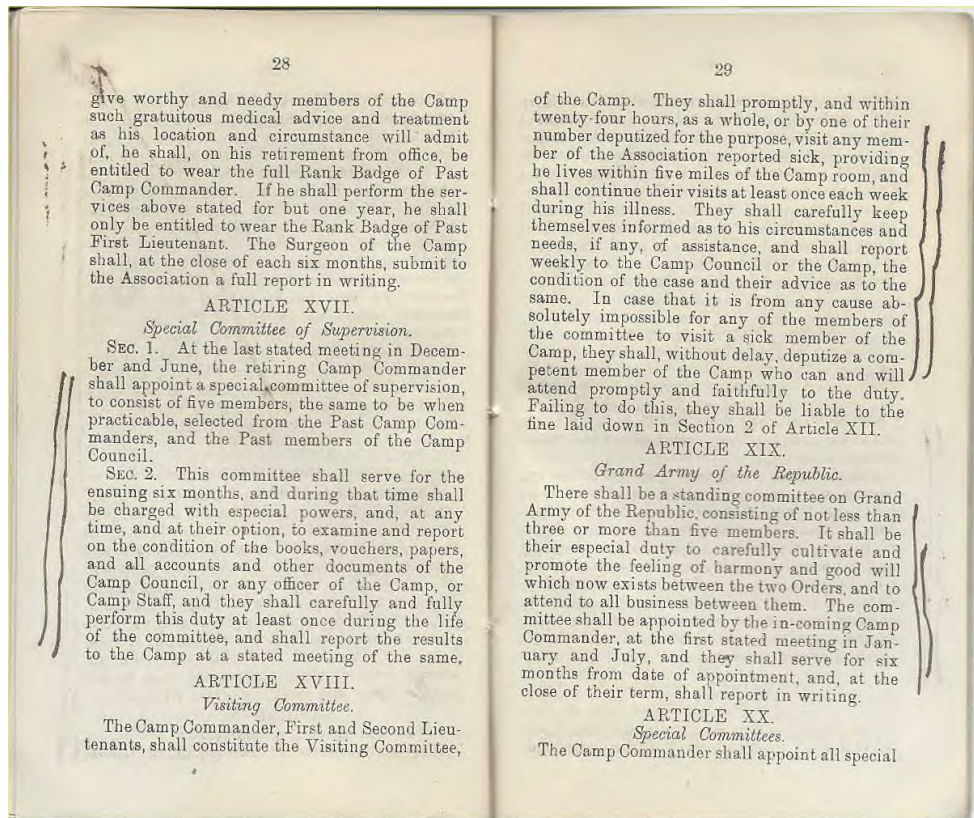 28
give worthy and needy members of the Camp
such gratuitous medical advice and treatment
as his location and circumstance will admit
of, he shall, on his retirement from office, be
entitled to wear the full Rank Badge of Past
Camp Commander. If he shall perform the ser-
vices above stated for but one year, he shall
only be entitled to wear the Rank Badge of Past
First Lieutenant. The Surgeon of the Camp
shall, at the close of each six months, submit to
the Association a full report in writing.
ARTICLE XVII.
Special Committee of Supervision.
SEC. 1. At the last stated meeting in Decem-
ber and June, the retiring Camp Commander
shall appoint a special committee of supervision,
to consist of five members, the same to be when
practicable, selected from the Past Camp Com-
manders, and the Past members of the Camp
Council.
SEC. 2. This committee shall serve for the
ensuing six months, and during that time shall
be charged with especial powers, and, at any
time, and at their option, to examine and report
on the condition of the books, vouchers, papers,
and all accounts and other documents of the
Camp Council, or any officer of the Camp, or
Camp Staff, and they shall carefully and fully
perform this duty at least once during the life
of the committee, and shall report the results
to the Camp at a stated meeting of the same.
ARTICLE XVIII.
Visiting Committee.
The Camp Commander, First and Second Lieu-
tenants, shall constitute the Visiting Committee,
29
of the Camp. They shall promptly, and within
twenty-four hours, as a whole, or by one of their
number deputized for the purpose, visit any mem-
ber of the Association reported sick, providing
he lives within five miles of the Camp room, and
shall continue their visits at least once each week
during his illness. They shall carefully keep
themselves informed as to his circumstances and
needs, if any, of assistance, and shall report
weekly to the Camp Council or the Camp, the
condition of the case and their advice as to the
same. In case that it is from any cause ab-
solutely impossible for any of the members of
the committee to visit a sick member of the
Camp, they shall, without delay, deputize a com-
petent member of the Camp who can and will
attend promptly and faithfully to the duty.
Failing to do this, they shall be liable to the
fine laid down in Section 2 of Article XII.
ARTICLE XIX.
Grand Army of the Republic.
There shall be a standing committee on Grand
Army of the Republic, consisting of not less than
three or more than five members. It shall be
their especial duty to carefully cultivate and
promote the feeling of harmony and good will
which now exists between the two Orders, and to
attend to all business between them. The com-
mittee shall be appointed by the in-coming Camp
Commander, at the first stated meeting in Jan-
uary and July, and they shall serve for six
months from date of appointment, and, at the
close of their term, shall report in writing.
ARTICLE XX.
Special Committees.
The Camp Commander shall appoint all special